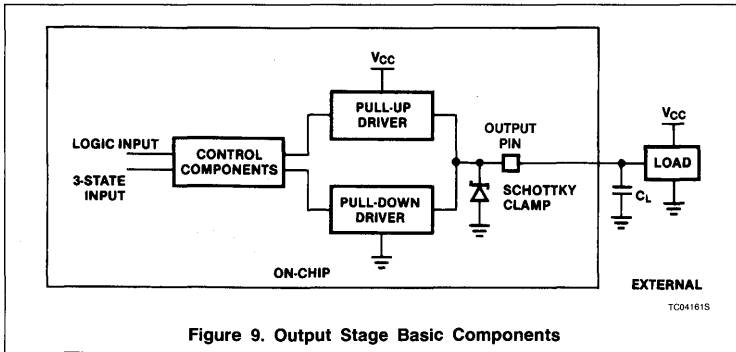 VCC
PULL-UP
DRIVER
LOGIC INPUT
3-STATE
INPUT
CONTROL
COMPONENTS
PULL-DOWN
DRIVER
OUTPUT
PIN
SCHOTTKY
CLAMP
VCC
LOAD
CL
ON-CHIP
EXTERNAL
TC04161S
Figure 9. Output Stage Basic Components